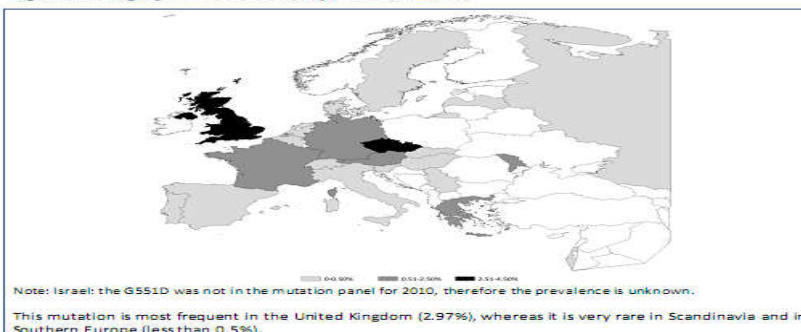 0-0.50% 0.51-2.50% 2.51-4.50%
Note: Israel: the G551D was not in the mutation panel for 2010, therefore the prevalence is unknown.
This mutation is most frequent in the United Kingdom (2.97%), whereas it is very rare in Scandinavia and in
Southern Europe (less than 0.5%).